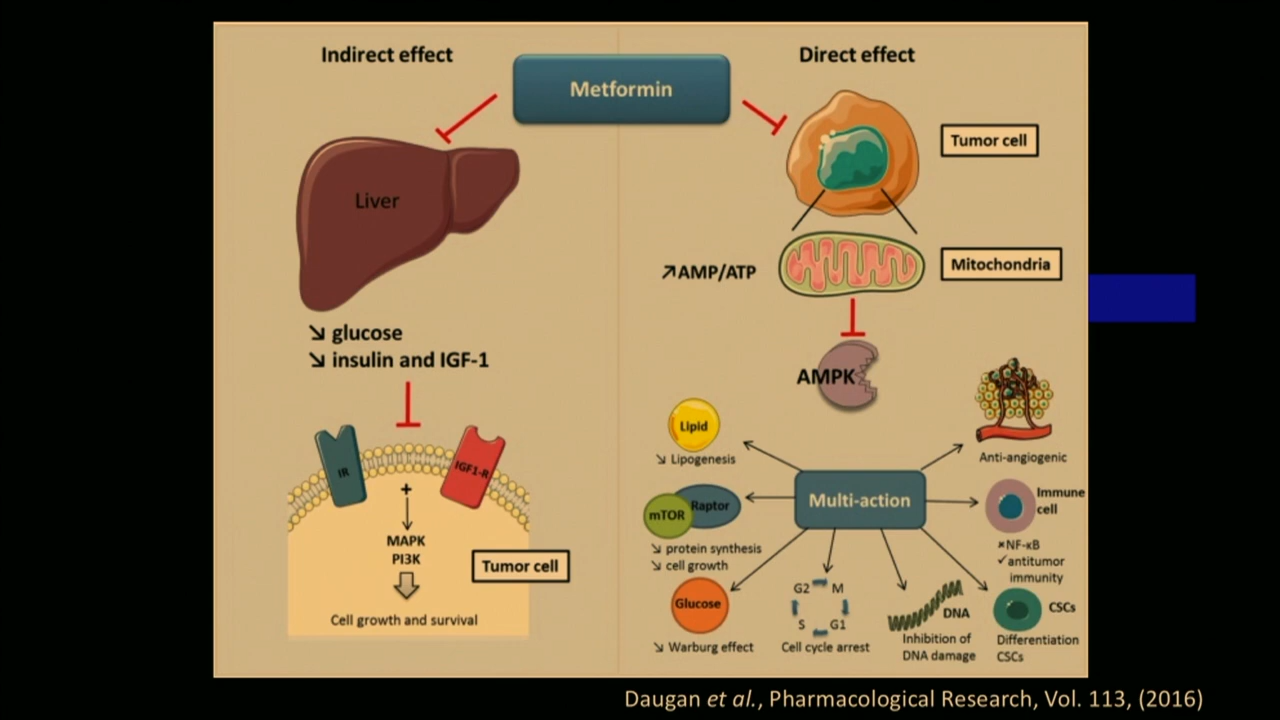 Indirect effect
Metformin
Direct effect
Tumor cell
Liver
Mitochondria
↗AMP/ATP
↘ glucose
↘ insulin and IGF-1
AMPK
IR
IGF1-R
+
MAPK
PI3K
Tumor cell
Cell growth and survival
Lipid
↘ Lipogenesis
Anti-angiogenic
Multi-action
mTOR
Raptor
↘ protein synthesis
↘ cell growth
Immune
cell
×NF-κB
✓antitumor
immunity
Glucose
↘ Warburg effect
G2
M
S
G1
Cell cycle arrest
DNA
Inhibition of
DNA damage
CSCs
Differentiation
CSCs
Daugan et al., Pharmacological Research, Vol. 113, (2016)